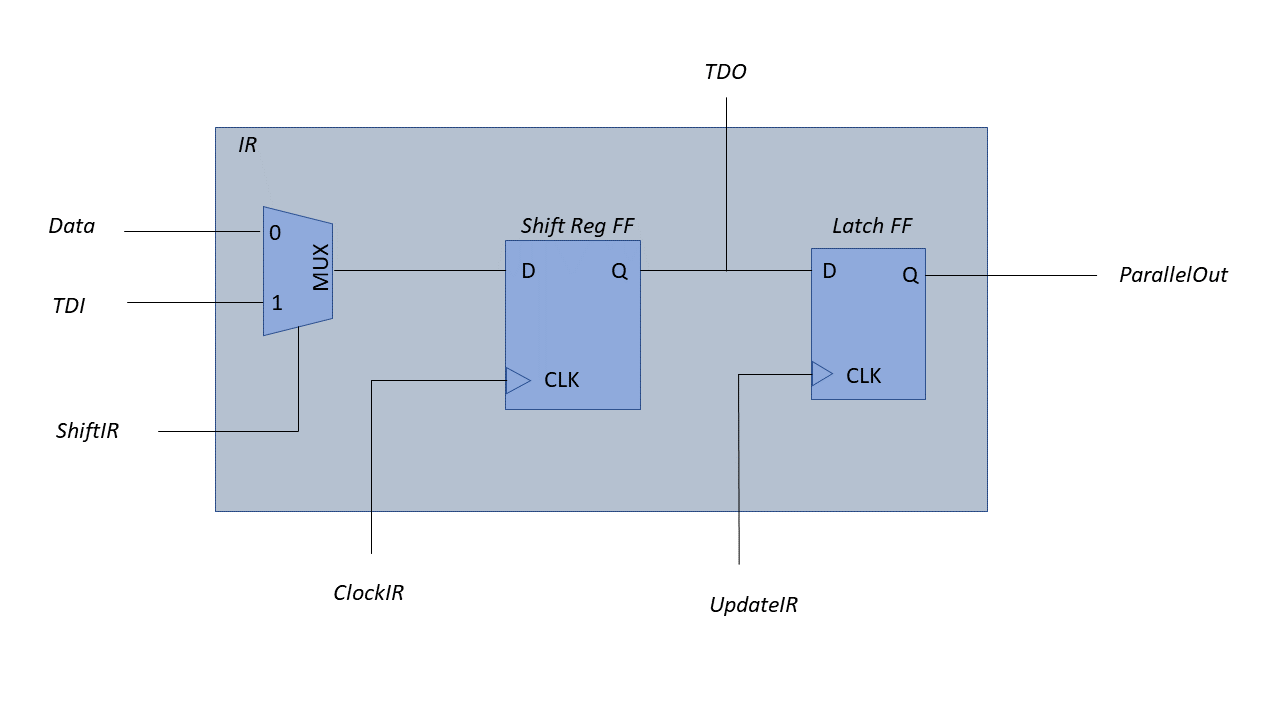 TDO
IR
Data
0
MUX
Shift Reg FF
Latch FF
D
Q
D
Q
ParallelOut
TDI
1
CLK
CLK
ShiftIR
ClockIR
UpdateIR